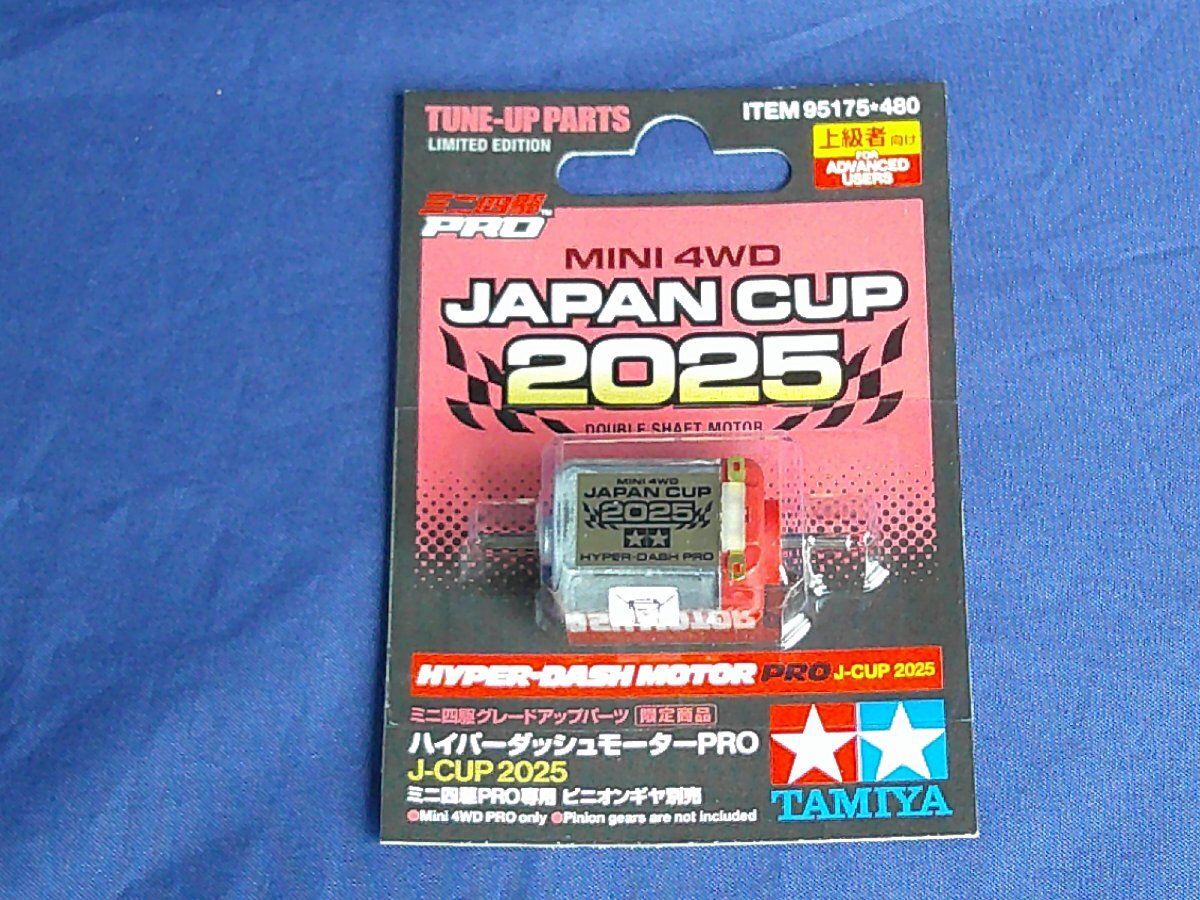 TUNE-UP PARTS
LIMITED EDITION
ITEM 95175*480
上級者向け
FOR
ADVANCED
USERS
ミニ四駆
PRO
MINI 4WD
JAPAN CUP
2025
DOUBLE SHAFT MOTOR
MINI 4WD
JAPAN CUP
2025
HYPER-DASH PRO
HYPER-DASH MOTOR PRO J-CUP 2025
ミニ四駆グレードアップパーツ 限定商品
ハイパーダッシュモーターPRO
J-CUP 2025
ミニ四駆PRO専用 ピニオンギヤ別売
●Mini 4WD PRO only ●Pinion gears are not included
TAMIYA